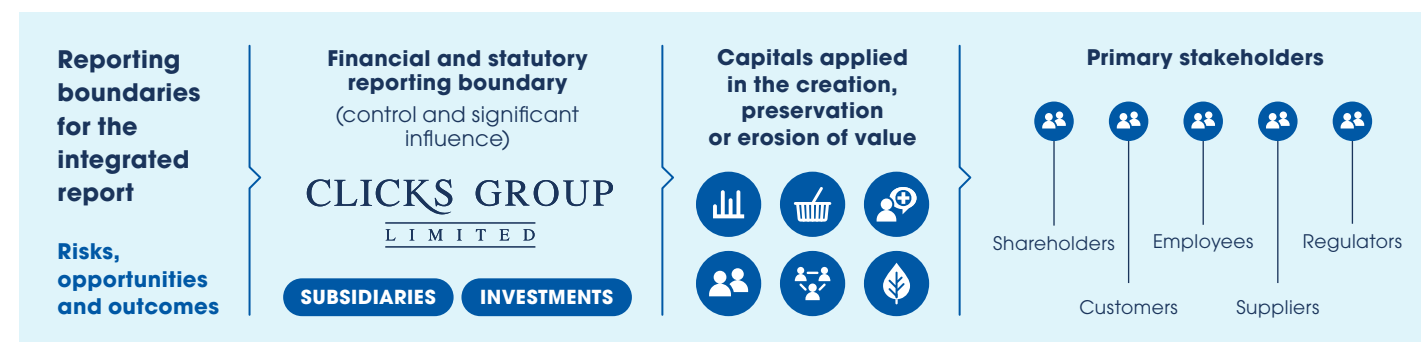 Reporting
boundaries
for the
integrated
report
Risks,
opportunities
and outcomes
Financial and statutory
reporting boundary
(control and significant
influence)
CLICKS GROUP
LIMITED
SUBSIDIARIES
INVESTMENTS
Capitals applied
in the creation,
preservation
or erosion of value
Primary stakeholders
Shareholders
Customers
Employees
Suppliers
Regulators